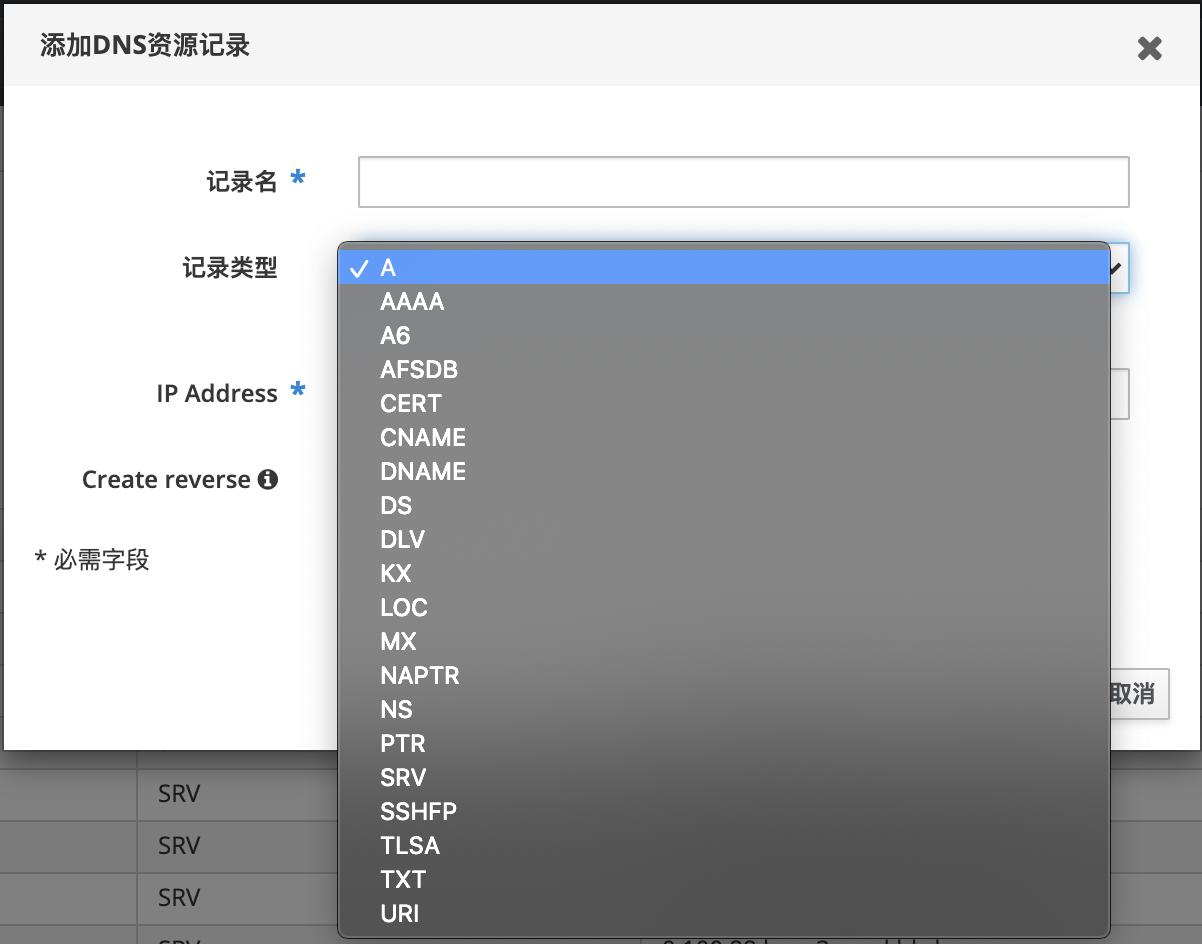 添加DNS资源记录
记录名 *
记录类型
A
AAAA
A6
AFSDB
IP Address *
CERT
CNAME
DNAME
Create reverse
DS
DLV
* 必需字段
KX
LOC
MX
NAPTR
取消
NS
PTR
SRV
SRV
SSHFP
SRV
TLSA
TXT
SRV
URI